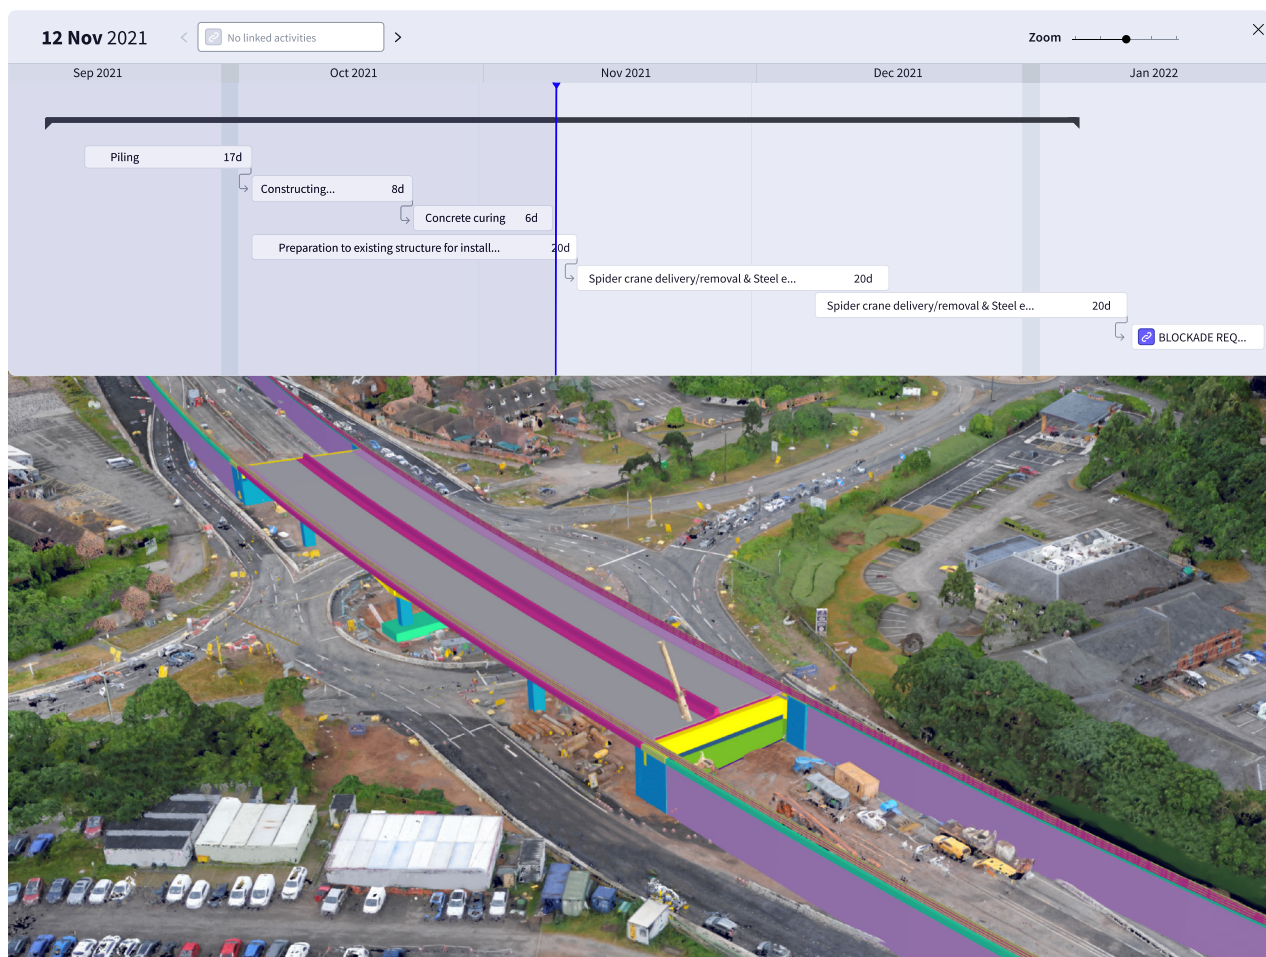 12 Nov 2021
No linked activities
Zoom
Sep 2021
Oct 2021
Nov 2021
Dec 2021
Jan 2022
Piling 17d
Constructing... 8d
Concrete curing 6d
Preparation to existing structure for install... 20d
Spider crane delivery/removal & Steel e... 20d
Spider crane delivery/removal & Steel e... 20d
BLOCKADE REQ...